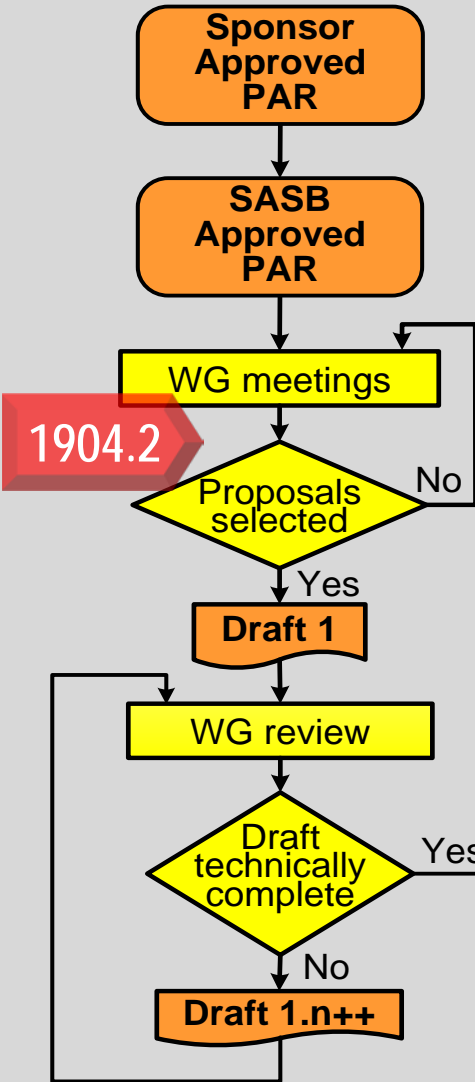 Sponsor
Approved
PAR
SASB
Approved
PAR
WG meetings
1904.2
Proposals
selected
No
Yes
Draft 1
WG review
Draft
technically
complete
Yes
No
Draft 1.n++